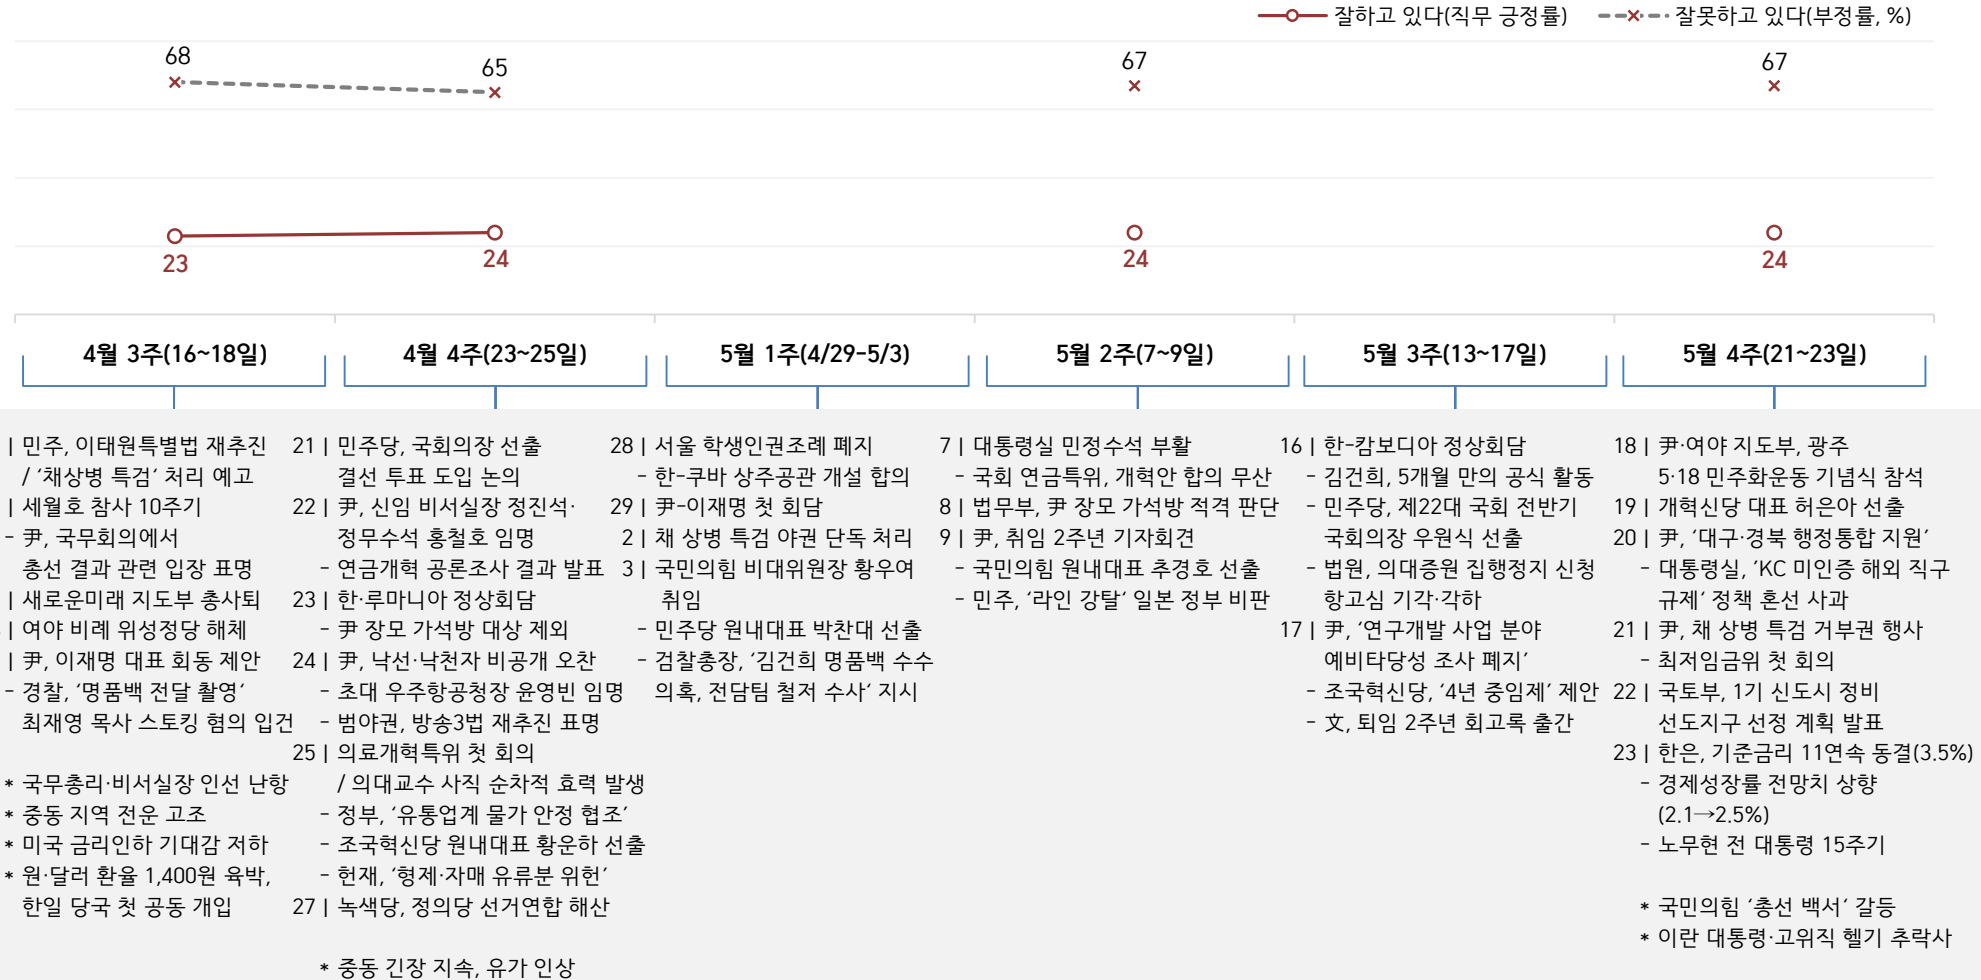 잘하고 있다(직무 긍정률)
잘못하고 있다(부정률, %)
68
65
67
67
23
24
24
24
4월 3주(16~18일)
4월 4주(23~25일)
5월 1주(4/29-5/3)
5월 2주(7~9일)
5월 3주(13~17일)
5월 4주(21~23일)
| 민주, 이태원특별법 재추진
/ ‘채상병 특검’ 처리 예고
| 세월호 참사 10주기
- 尹, 국무회의에서
총선 결과 관련 입장 표명
| 새로운미래 지도부 총사퇴
| 여야 비례 위성정당 해체
| 尹, 이재명 대표 회동 제안
- 경찰, ‘명품백 전달 촬영’
최재영 목사 스토킹 혐의 입건
* 국무총리·비서실장 인선 난항
* 중동 지역 전운 고조
* 미국 금리인하 기대감 저하
* 원·달러 환율 1,400원 육박,
한일 당국 첫 공동 개입
21 | 민주당, 국회의장 선출
결선 투표 도입 논의
22 | 尹, 신임 비서실장 정진석·
정무수석 홍철호 임명
- 연금개혁 공론조사 결과 발표
23 | 한·루마니아 정상회담
- 尹 장모 가석방 대상 제외
24 | 尹, 낙선·낙천자 비공개 오찬
- 초대 우주항공청장 윤영빈 임명
- 범야권, 방송3법 재추진 표명
25 | 의료개혁특위 첫 회의
/ 의대교수 사직 순차적 효력 발생
- 정부, ‘유통업계 물가 안정 협조’
- 조국혁신당 원내대표 황운하 선출
- 헌재, ‘형제·자매 유류분 위헌’
27 | 녹색당, 정의당 선거연합 해산
* 중동 긴장 지속, 유가 인상
28 | 서울 학생인권조례 폐지
- 한-쿠바 상주공관 개설 합의
29 | 尹-이재명 첫 회담
2 | 채 상병 특검 야권 단독 처리
3 | 국민의힘 비대위원장 황우여
취임
- 민주당 원내대표 박찬대 선출
- 검찰총장, ‘김건희 명품백 수수
의혹, 전담팀 철저 수사’ 지시
7 | 대통령실 민정수석 부활
- 국회 연금특위, 개혁안 합의 무산
8 | 법무부, 尹 장모 가석방 적격 판단
9 | 尹, 취임 2주년 기자회견
- 국민의힘 원내대표 추경호 선출
- 민주, ‘라인 강탈’ 일본 정부 비판
16 | 한-캄보디아 정상회담
- 김건희, 5개월 만의 공식 활동
- 민주당, 제22대 국회 전반기
국회의장 우원식 선출
- 법원, 의대증원 집행정지 신청
항고심 기각·각하
17 | 尹, ‘연구개발 사업 분야
예비타당성 조사 폐지’
- 조국혁신당, ‘4년 중임제’ 제안
- 文, 퇴임 2주년 회고록 출간
18 | 尹·여야 지도부, 광주
5·18 민주화운동 기념식 참석
19 | 개혁신당 대표 허은아 선출
20 | 尹, ‘대구·경북 행정통합 지원’
- 대통령실, ‘KC 미인증 해외 직구
규제’ 정책 혼선 사과
21 | 尹, 채 상병 특검 거부권 행사
- 최저임금위 첫 회의
22 | 국토부, 1기 신도시 정비
선도지구 선정 계획 발표
23 | 한은, 기준금리 11연속 동결(3.5%)
- 경제성장률 전망치 상향
(2.1→2.5%)
- 노무현 전 대통령 15주기
* 국민의힘 ‘총선 백서’ 갈등
* 이란 대통령·고위직 헬기 추락사